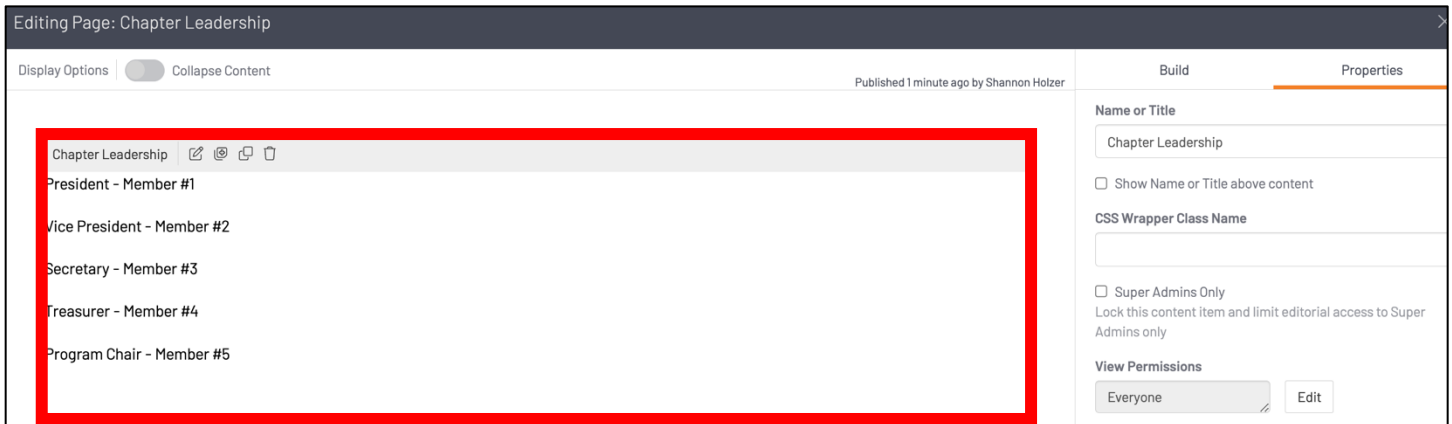 Editing Page: Chapter Leadership
Display Options
Collapse Content
Published 1 minute ago by Shannon Holzer
Build
Properties
Chapter Leadership
President - Member #1
Vice President - Member #2
Secretary - Member #3
Treasurer - Member #4
Program Chair - Member #5
Name or Title
Chapter Leadership
Show Name or Title above content
CSS Wrapper Class Name
Super Admins Only
Lock this content item and limit editorial access to Super
Admins only
View Permissions
Everyone
Edit